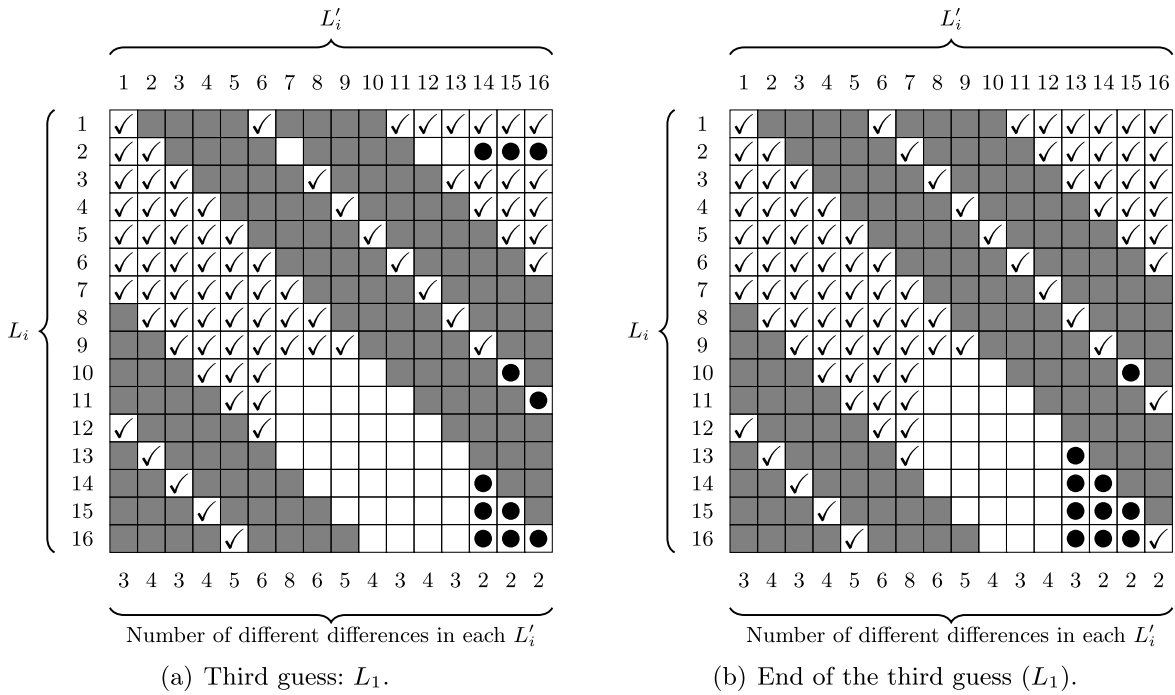 L′i
1 2 3 4 5 6 7 8 9 10 11 12 13 14 15 16
Li
1
2
3
4
5
6
7
8
9
10
11
12
13
14
15
16
3 4 3 4 5 6 8 6 5 4 3 4 3 2 2 2
Number of different differences in each L′i
(a) Third guess: L1.
L′i
1 2 3 4 5 6 7 8 9 10 11 12 13 14 15 16
Li
1
2
3
4
5
6
7
8
9
10
11
12
13
14
15
16
3 4 3 4 5 6 8 6 5 4 3 4 3 2 2 2
Number of different differences in each L′i
(b) End of the third guess (L1).